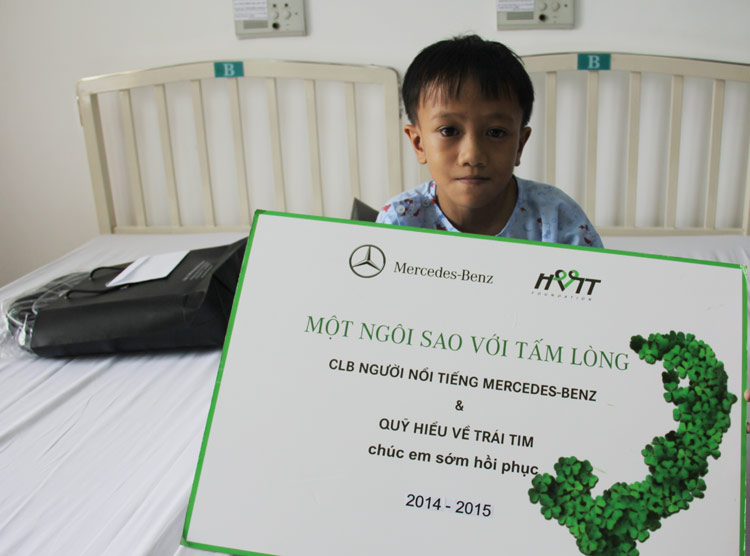 B
B
Mercedes-Benz
HVTT
FOUNDATION
MỘT NGÔI SAO VỚI TẤM LÒNG
CLB NGƯỜI NỔI TIẾNG MERCEDES-BENZ
&
QUỸ HIỂU VỀ TRÁI TIM
chúc em sớm hồi phục
2014 - 2015